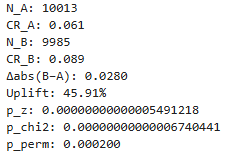 N_A: 10013
CR_A: 0.061
N_B: 9985
CR_B: 0.089
Δabs(B−A): 0.0280
Uplift: 45.91%
p_z: 0.00000000000005491218
p_chi2: 0.00000000000006740441
p_perm: 0.000200